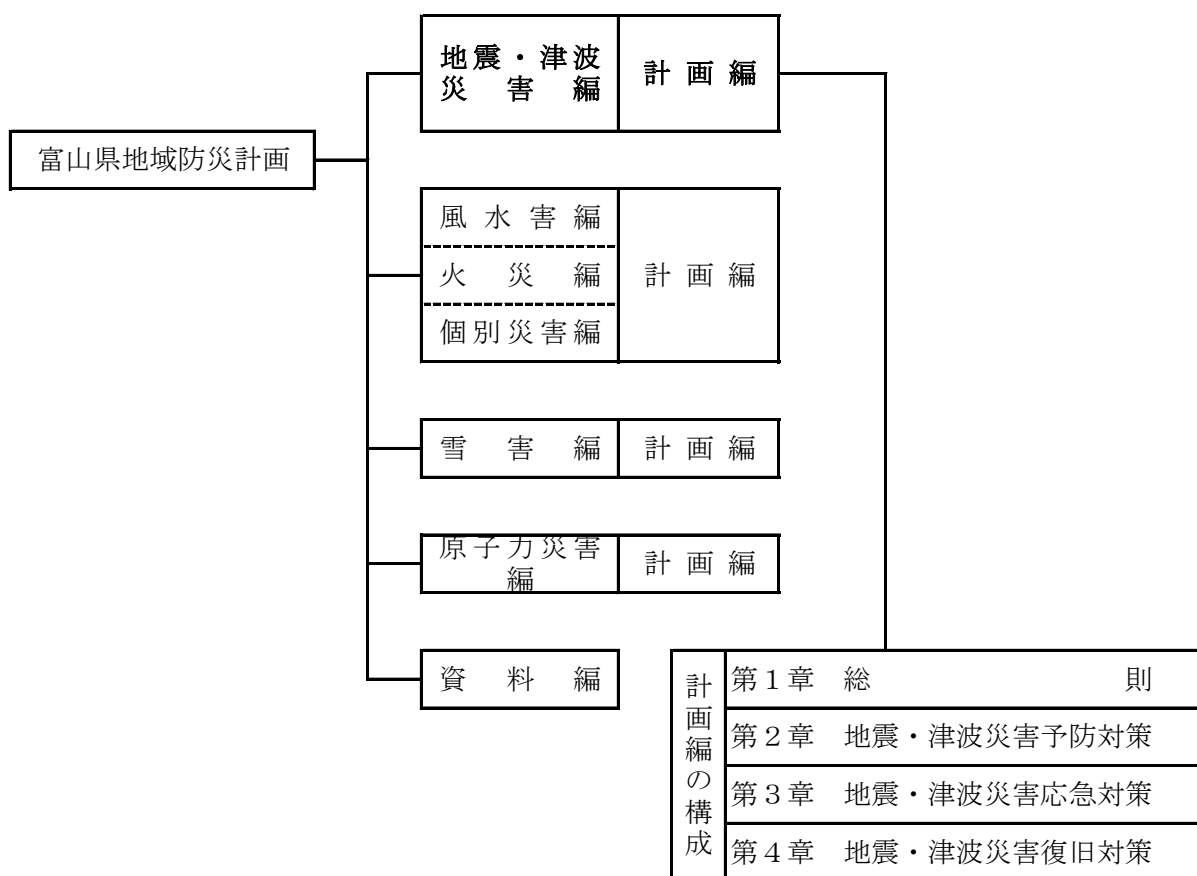 地震・津波
災害編
計画編
富山県地域防災計画
風水害編
火災編
個別災害編
計画編
雪害編
計画編
原子力災害
編
計画編
資料編
計画編の構成
第１章　総則
第２章　地震・津波災害予防対策
第３章　地震・津波災害応急対策
第４章　地震・津波災害復旧対策